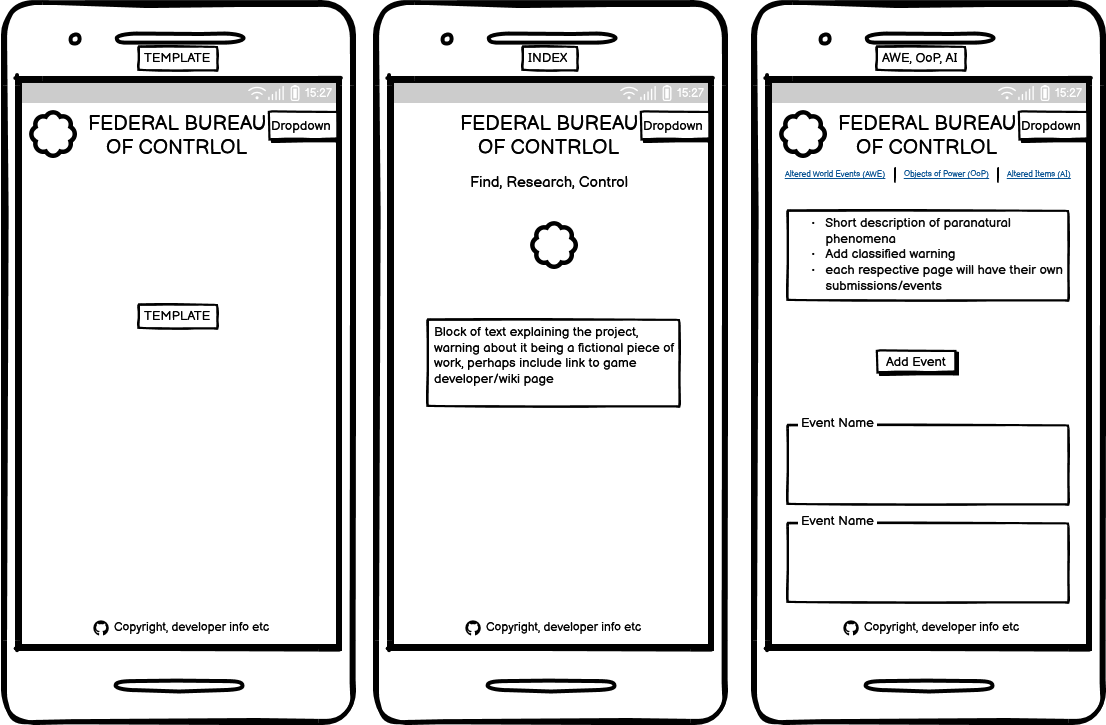 TEMPLATE
15:27
FEDERAL BUREAU
OF CONTRLOL
Dropdown
TEMPLATE
Copyright, developer info etc
INDEX
15:27
FEDERAL BUREAU
OF CONTRLOL
Dropdown
Find, Research, Control
Block of text explaining the project,
warning about it being a fictional piece of
work, perhaps include link to game
developer/wiki page
Copyright, developer info etc
AWE, OoP, AI
15:27
FEDERAL BUREAU
OF CONTRLOL
Dropdown
Altered World Events (AWE) | Objects of Power (OoP) | Altered Items (AI)
· Short description of paranatural
phenomena
· Add classified warning
· each respective page will have their own
submissions/events
Add Event
Event Name
Event Name
Copyright, developer info etc